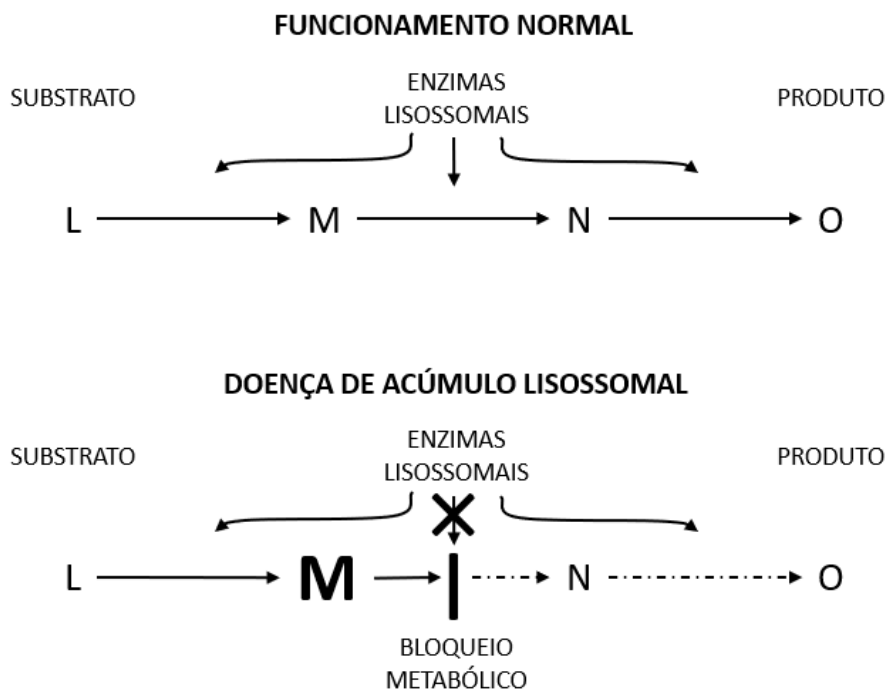 FUNCIONAMENTO NORMAL
SUBSTRATO
ENZIMAS
LISOSSOMAIS
PRODUTO
L
M
N
O
DOENÇA DE ACÚMULO LISOSSOMAL
SUBSTRATO
ENZIMAS
LISOSSOMAIS
PRODUTO
L
M
N
O
BLOQUEIO
METABÓLICO